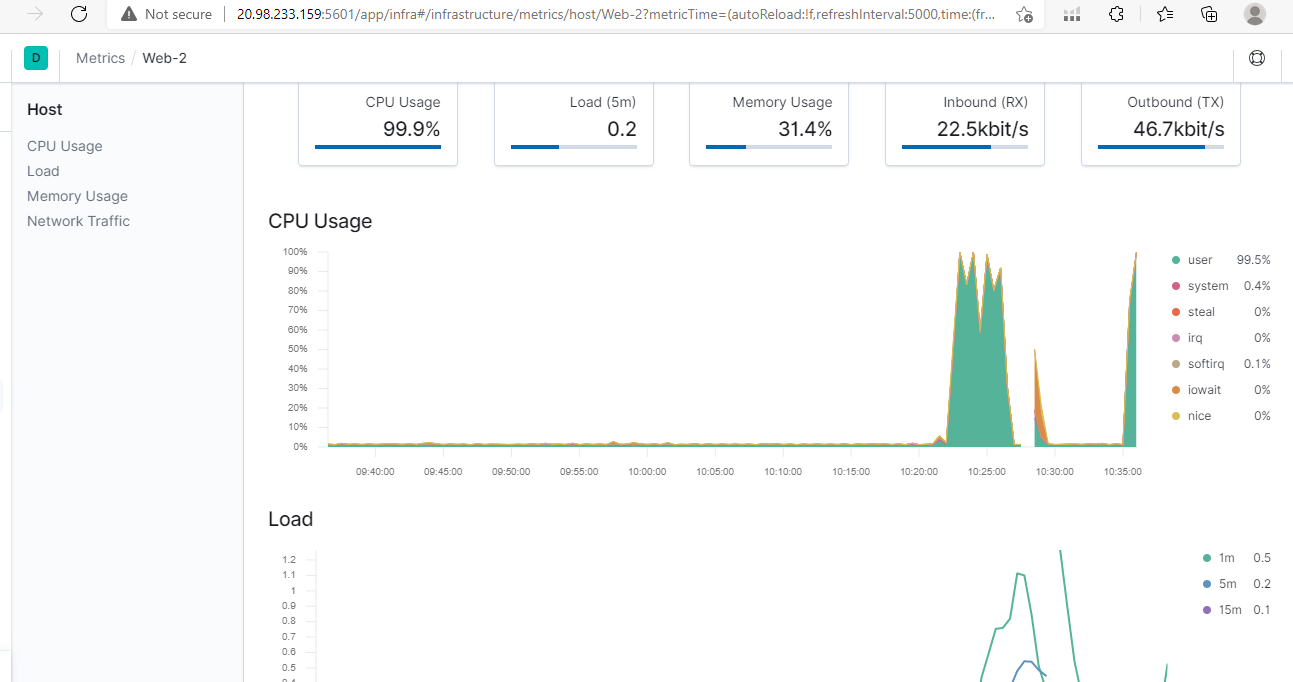 Not secure 20.98.233.159:5601/app/infra#/infrastructure/metrics/host/Web-2?metricTime=(autoReload:!f,refreshInterval:5000,time:(fr...
D Metrics / Web-2
Host
CPU Usage
Load
Memory Usage
Network Traffic
CPU Usage
99.9%
Load (5m)
0.2
Memory Usage
31.4%
Inbound (RX)
22.5kbit/s
Outbound (TX)
46.7kbit/s
CPU Usage
100%
90%
80%
70%
60%
50%
40%
30%
20%
10%
0%
09:40:00 09:45:00 09:50:00 09:55:00 10:00:00 10:05:00 10:10:00 10:15:00 10:20:00 10:25:00 10:30:00 10:35:00
user 99.5%
system 0.4%
steal 0%
irq 0%
softirq 0.1%
iowait 0%
nice 0%
Load
1.2
1.1
1
0.9
0.8
0.7
0.6
0.5
0.4
1m 0.5
5m 0.2
15m 0.1